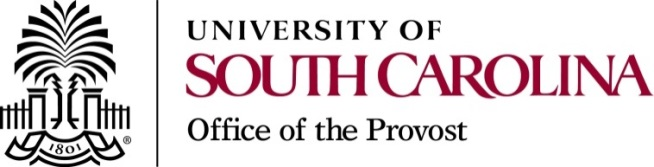 UNIVERSITY OF
SOUTH CAROLINA
Office of the Provost
1801
®